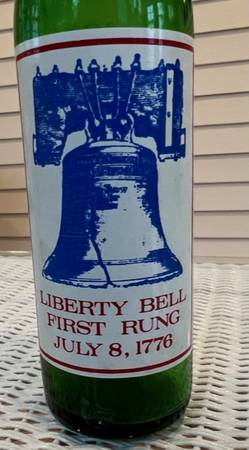 LIBERTY BELL
FIRST RUNG
JULY 8, 1776